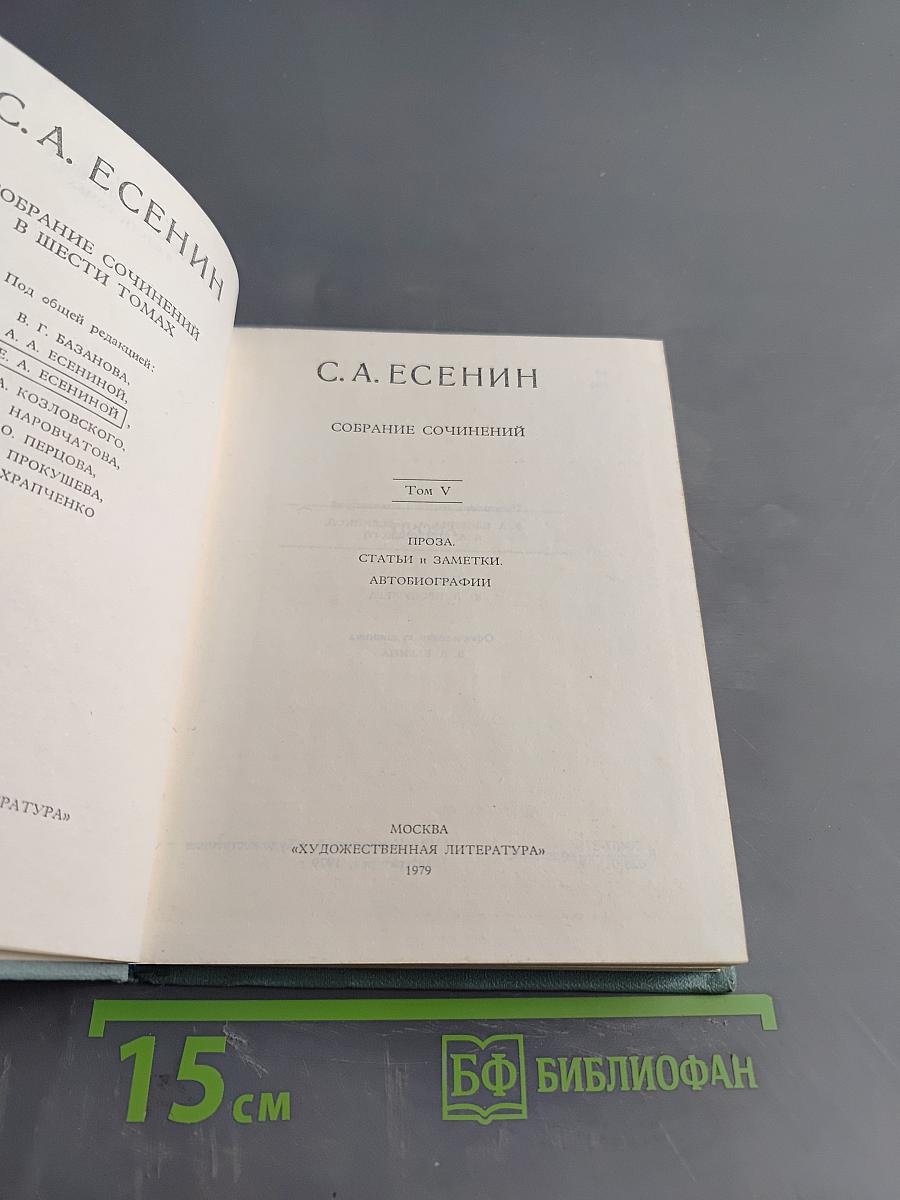 С. А. ЕСЕНИН
СОБРАНИЕ СОЧИНЕНИЙ
В ШЕСТИ ТОМАХ
Под общей редакцией:
В. Г. БАЗАНОВА,
А. А. ЕСЕНИНОЙ,
Е. А. ЕСЕНИНОЙ,
А. КОЗЛОВСКОГО,
НАРОВЧАТОВА,
О. ПЕРЦОВА,
ПРОКУШЕВА,
ХРАПЧЕНКО
РАТУРА»
С. А. ЕСЕНИН
СОБРАНИЕ СОЧИНЕНИЙ
Том V
ПРОЗА.
СТАТЬИ и ЗАМЕТКИ.
АВТОБИОГРАФИИ
МОСКВА
«ХУДОЖЕСТВЕННАЯ ЛИТЕРАТУРА»
1979
15 см
БФ БИБЛИОФАН